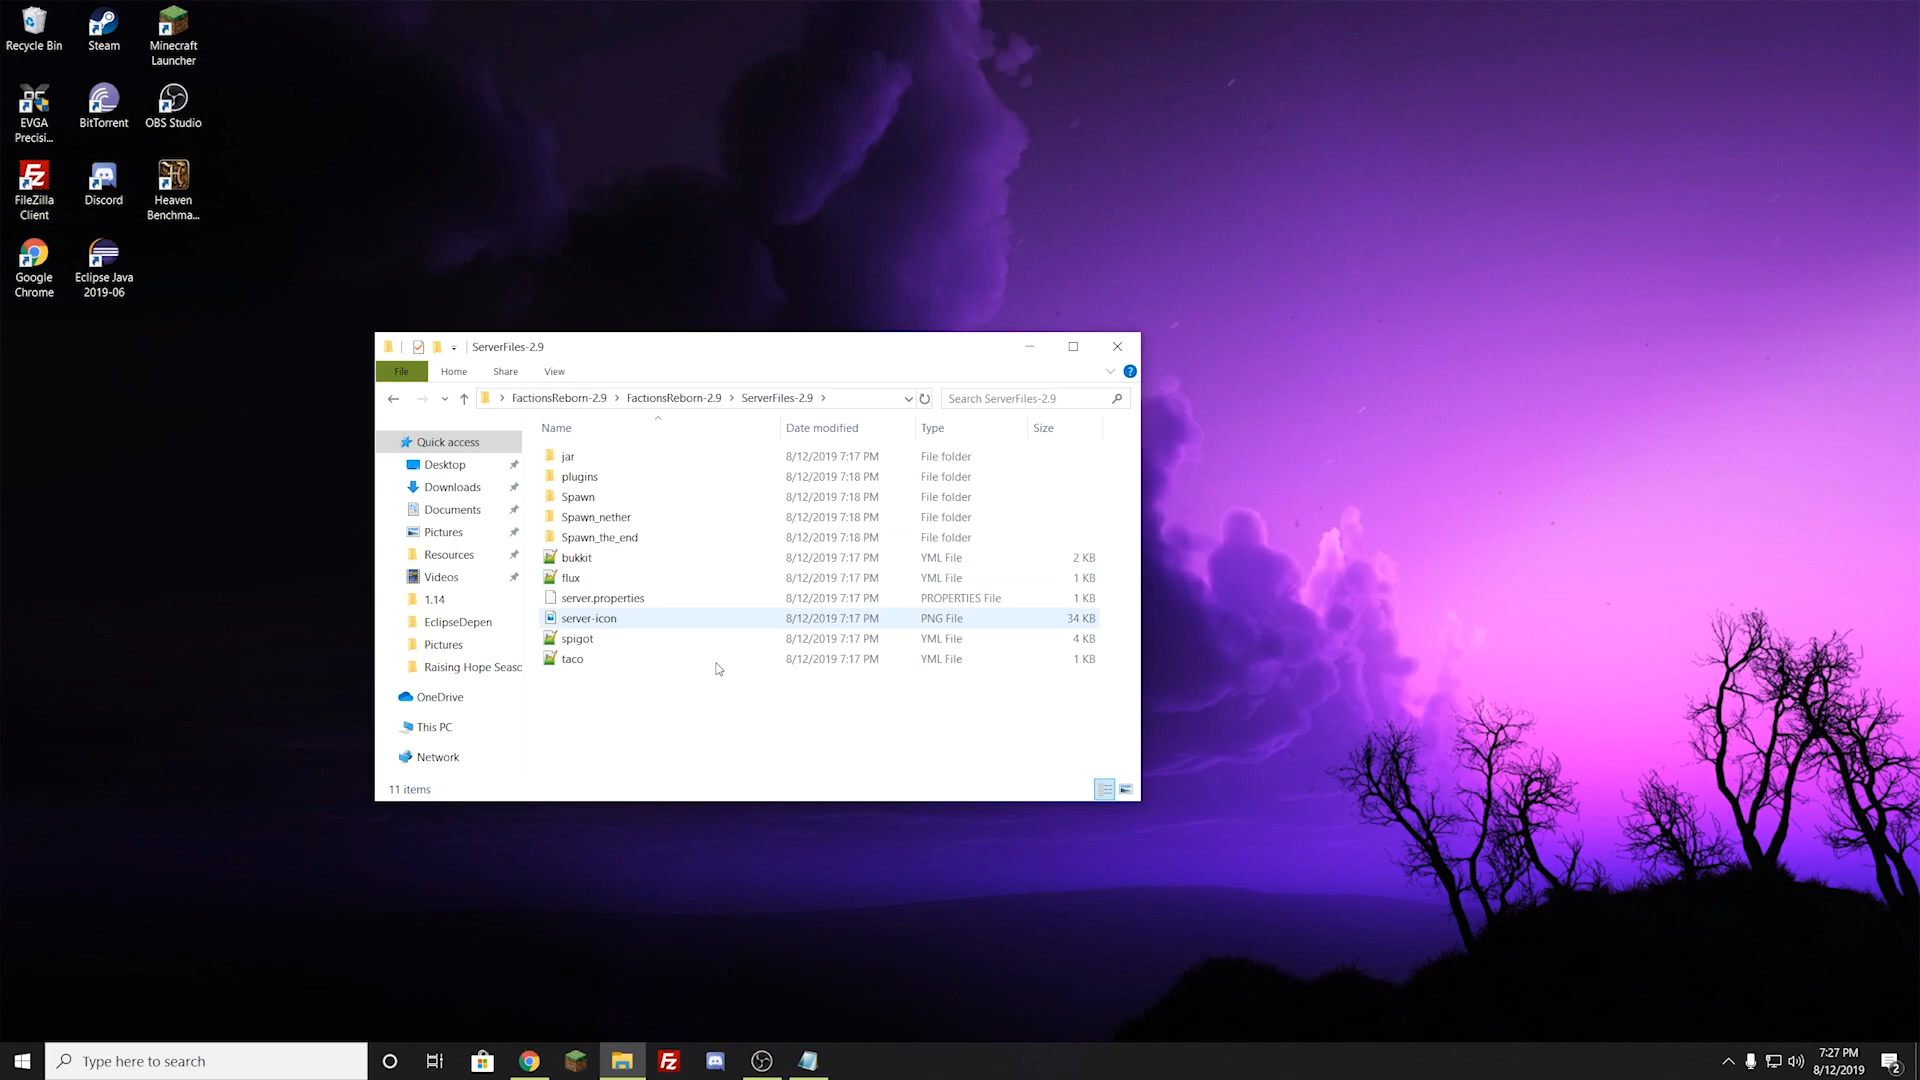 Recycle Bin
Steam
Minecraft
Launcher
EVGA
Precisi...
BitTorrent
OBS Studio
FileZilla
Client
Discord
Heaven
Benchma...
Google
Chrome
Eclipse Java
2019-06
ServerFiles-2.9
File
Home
Share
View
FactionsReborn-2.9 > FactionsReborn-2.9 > ServerFiles-2.9 >
Search ServerFiles-2.9
Name
Date modified
Type
Size
Quick access
Desktop
Downloads
Documents
Pictures
Resources
Videos
1.14
EclipseDepen
Pictures
Raising Hope Seaso
OneDrive
This PC
Network
jar 8/12/2019 7:17 PM File folder
plugins 8/12/2019 7:18 PM File folder
Spawn 8/12/2019 7:18 PM File folder
Spawn_nether 8/12/2019 7:18 PM File folder
Spawn_the_end 8/12/2019 7:18 PM File folder
bukkit 8/12/2019 7:17 PM YML File 2 KB
flux 8/12/2019 7:17 PM YML File 1 KB
server.properties 8/12/2019 7:17 PM PROPERTIES File 1 KB
server-icon 8/12/2019 7:17 PM PNG File 34 KB
spigot 8/12/2019 7:17 PM YML File 4 KB
taco 8/12/2019 7:17 PM YML File 1 KB
11 items
Type here to search
7:27 PM
8/12/2019
2